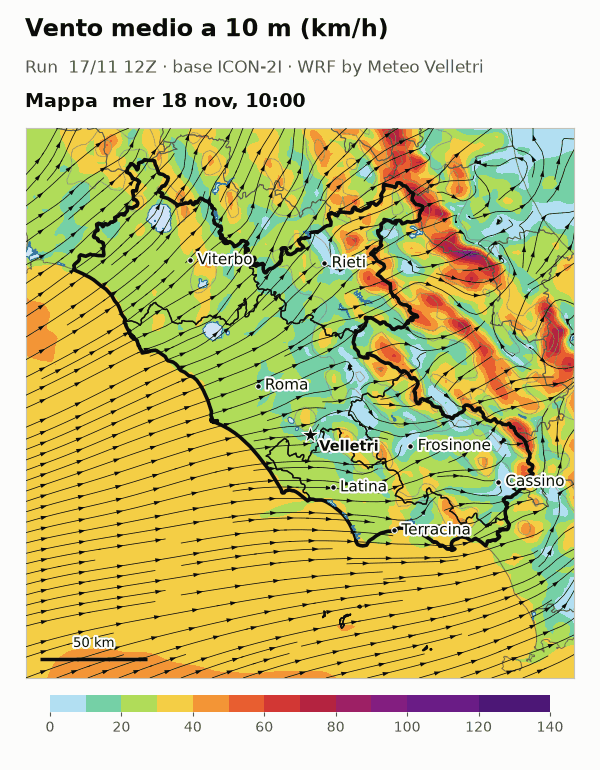 Vento medio a 10 m (km/h)
Run 17/11 12Z · base ICON-2I · WRF by Meteo Velletri
Mappa mer 18 nov, 10:00
Viterbo
Rieti
Roma
Velletri
Frosinone
Cassino
Latina
Terracina
50 km
0 20 40 60 80 100 120 140